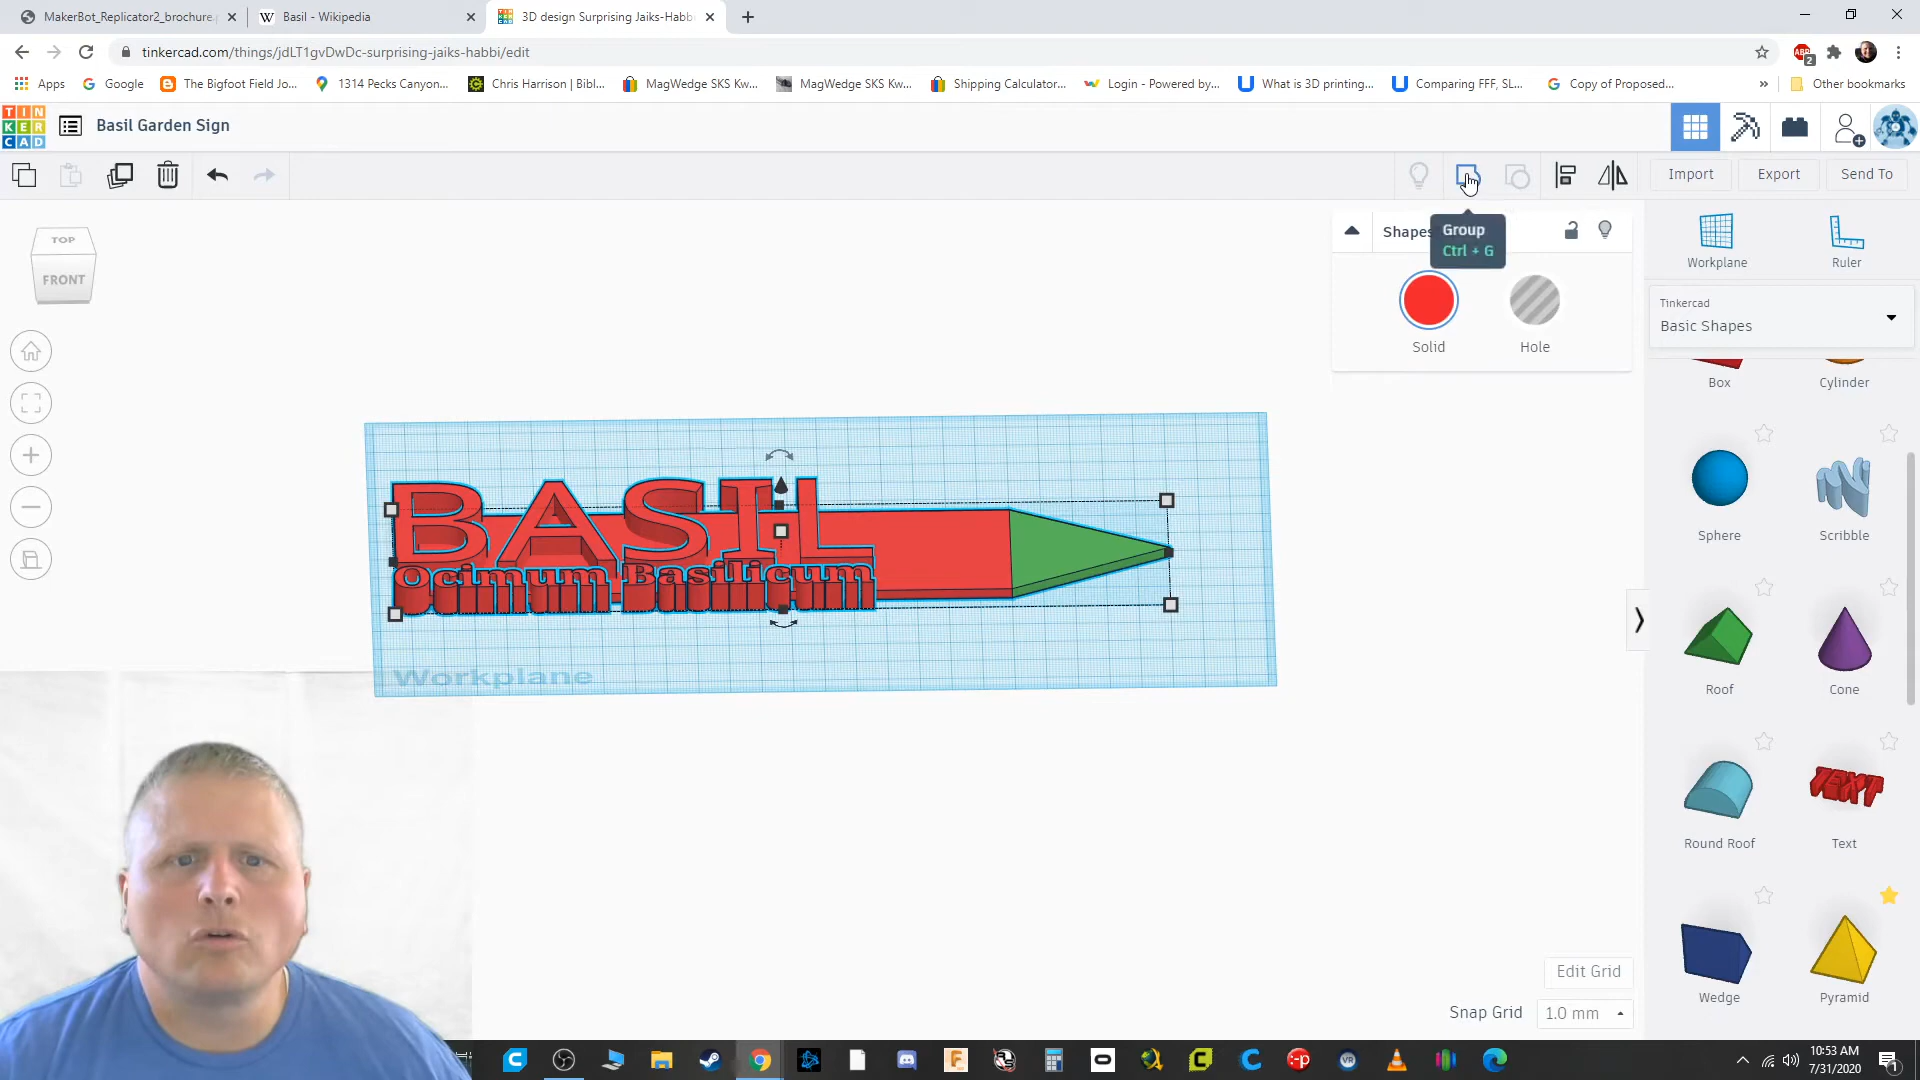 MakerBot_Replicator2_brochure.p
Basil - Wikipedia
3D design Surprising Jaiks-Habb
tinkercad.com/things/jdLT1gvDwDc-surprising-jaiks-habbi/edit
ABP
2
Apps
Google
The Bigfoot Field Jo...
1314 Pecks Canyon...
Chris Harrison | Bibl...
MagWedge SKS Kw...
MagWedge SKS Kw...
Shipping Calculator...
Login - Powered by...
What is 3D printing...
Comparing FFF, SL...
Copy of Proposed...
»
Other bookmarks
TIN
KER
CAD
Basil Garden Sign
Import
Export
Send To
TOP
FRONT
Shapes
Group
Ctrl + G
Solid
Hole
Workplane
Ruler
Tinkercad
Basic Shapes
Box
Cylinder
Sphere
Scribble
Roof
Cone
Round Roof
TEXT
Text
Wedge
Pyramid
BASIL
Ocimum Basilicum
Workplane
Edit Grid
Snap Grid
1.0 mm
10:53 AM
7/31/2020
1